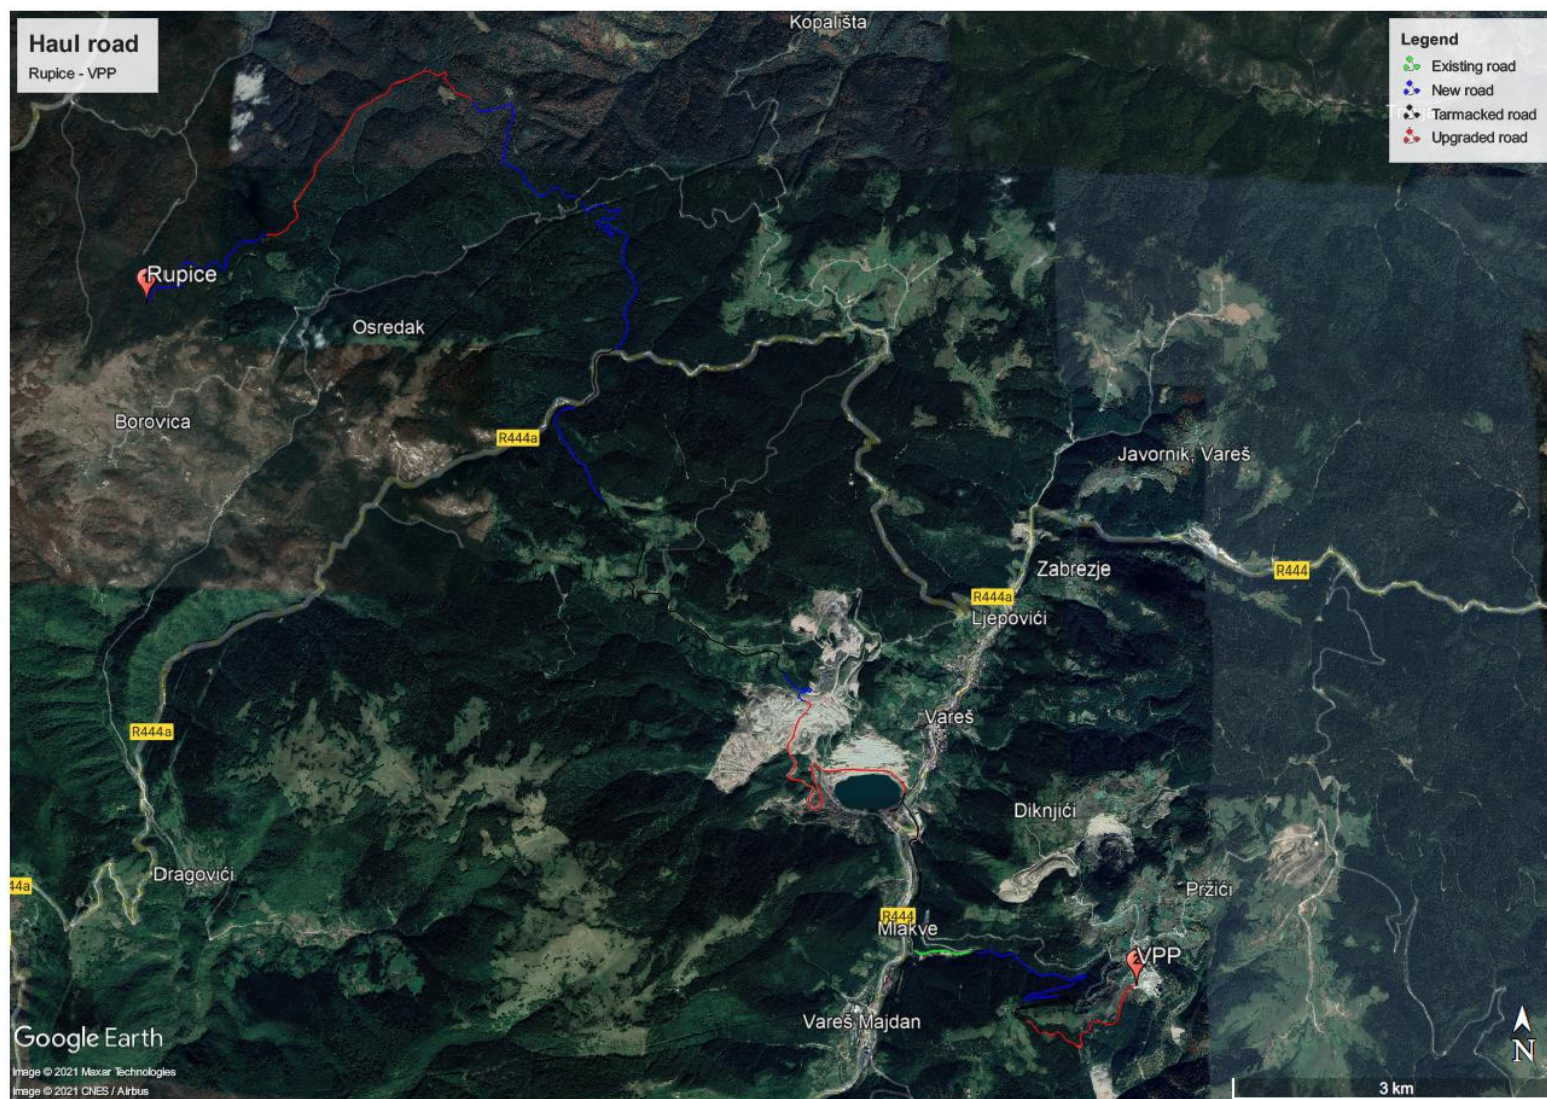 Haul road
Rupice - VPP
Kopališta
Legend
Existing road
New road
Tarmacked road
Upgraded road
Rupice
Osredak
Borovica
R444a
Javornik, Vareš
Zabrezje
R444
R444a
Ljepovići
R444a
Vareš
Diknjići
Dragovići
44a
Pržići
R444
Mlakve
VPP
Vareš Majdan
Google Earth
Image © 2021 Maxar Technologies
Image © 2021 CNES / Airbus
N
3 km